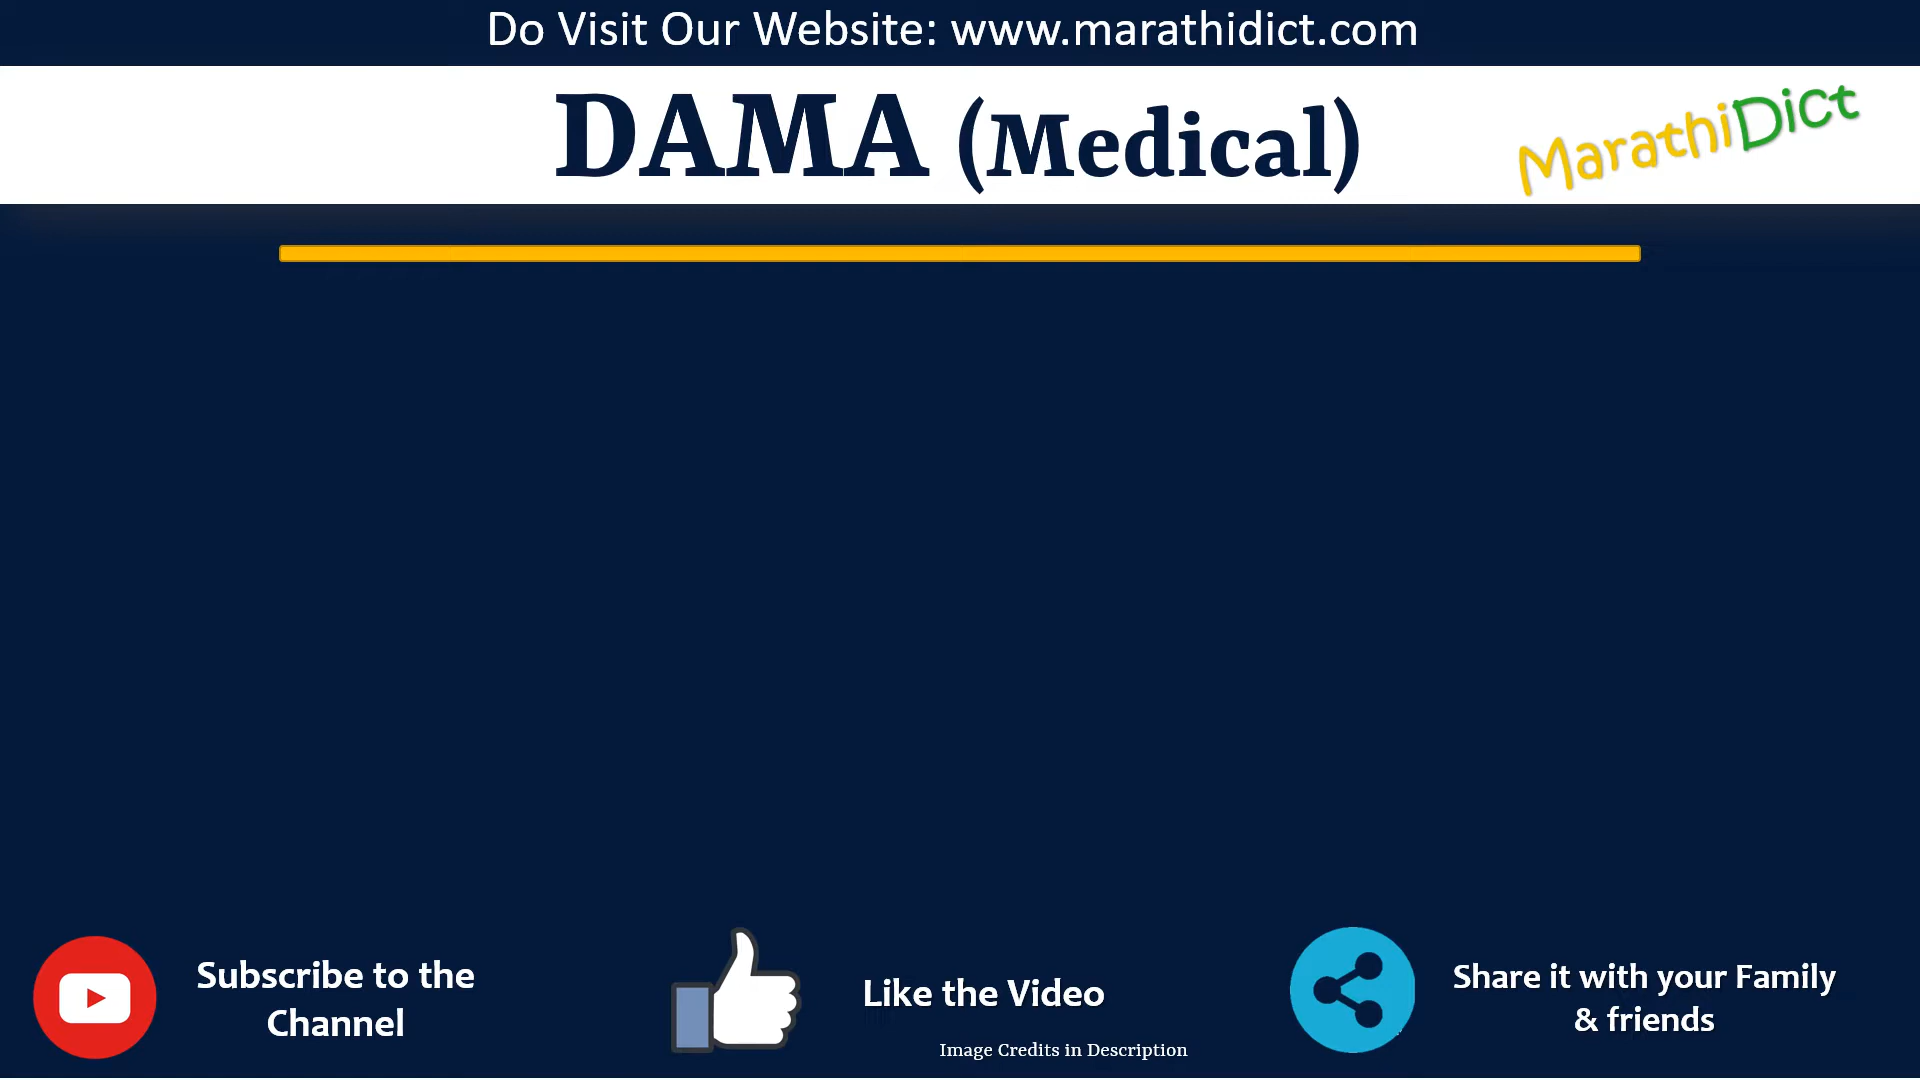 Do Visit Our Website: www.marathidict.com
DAMA (Medical)
MarathiDict
Subscribe to the
Channel
Like the Video
Share it with your Family
& friends
Image Credits in Description